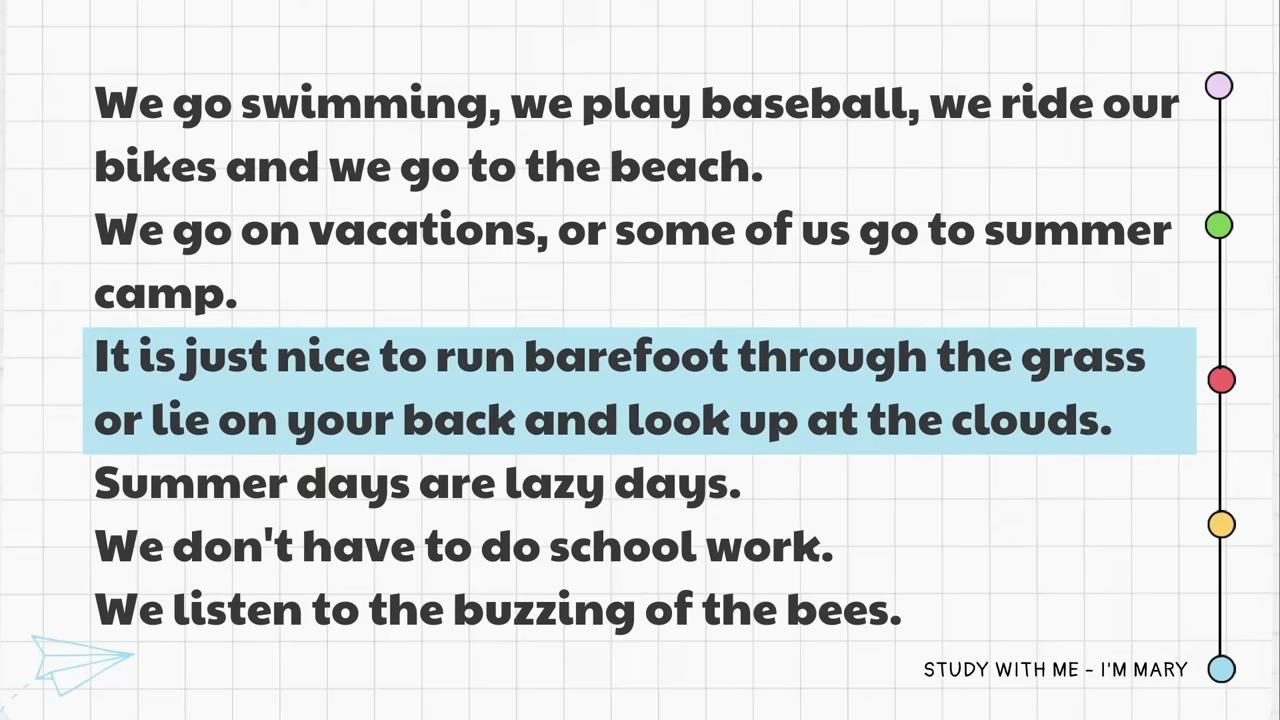 We go swimming, we play baseball, we ride our
bikes and we go to the beach.
We go on vacations, or some of us go to summer
camp.
It is just nice to run barefoot through the grass
or lie on your back and look up at the clouds.
Summer days are lazy days.
We don't have to do school work.
We listen to the buzzing of the bees.
STUDY WITH ME - I'M MARY